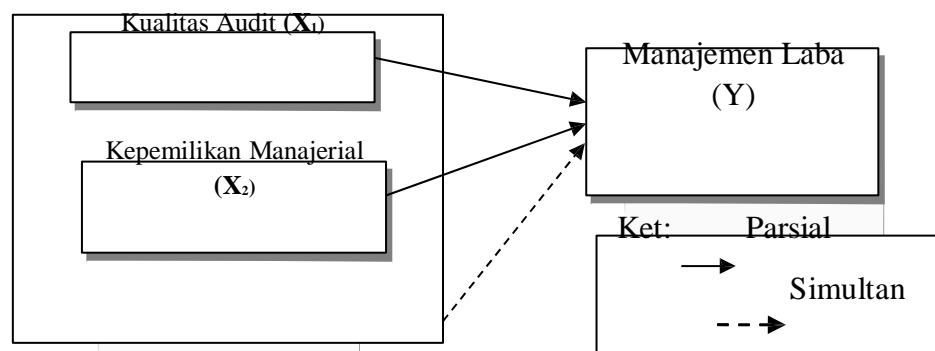 Kualitas Audit (X₁)
Kepemilikan Manajerial
(X₂)
Manajemen Laba
(Y)
Ket: Parsial
Simultan